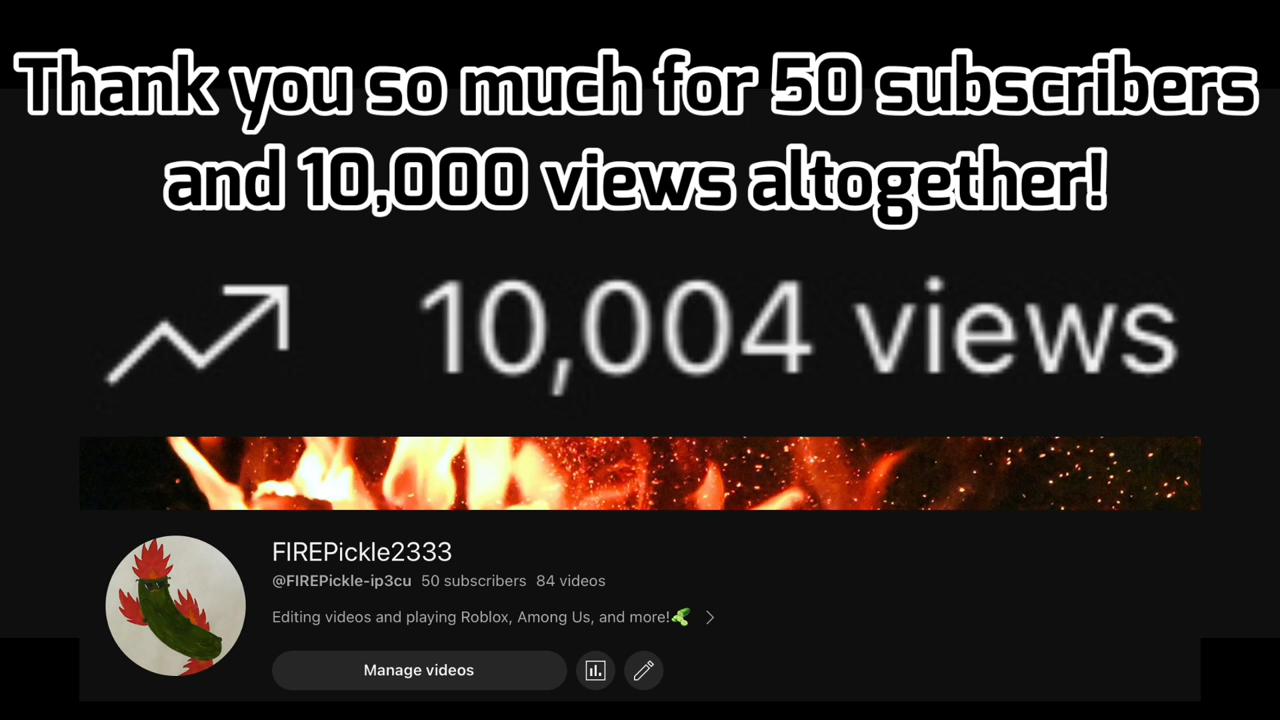 Thank you so much for 50 subscribers
and 10,000 views altogether!
10,004 views
FIREPickle2333
@FIREPickle-ip3cu 50 subscribers 84 videos
Editing videos and playing Roblox, Among Us, and more!🥒
Manage videos